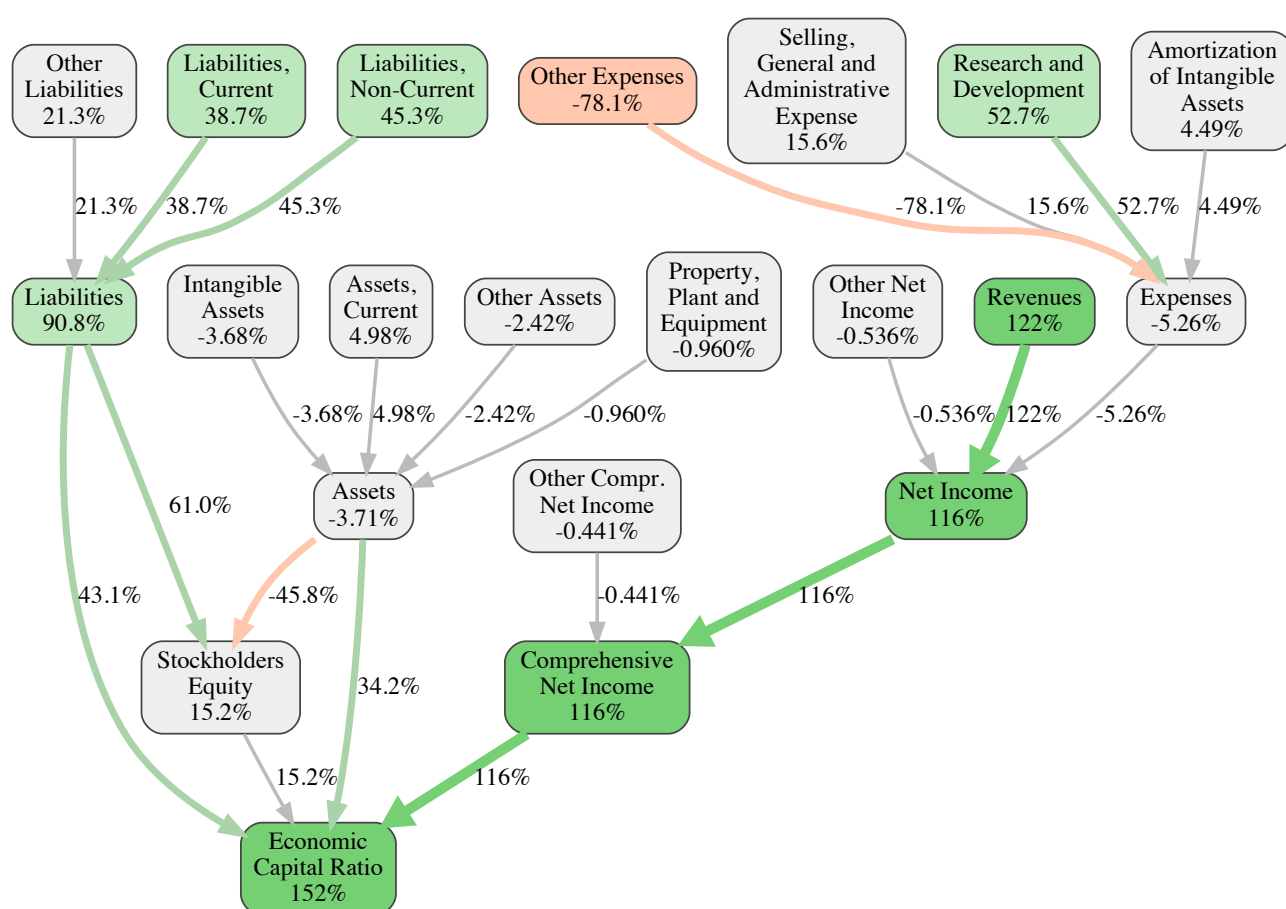 Other
Liabilities
21.3%
Liabilities,
Current
38.7%
Liabilities,
Non-Current
45.3%
Other Expenses
-78.1%
Selling,
General and
Administrative
Expense
15.6%
Research and
Development
52.7%
Amortization
of Intangible
Assets
4.49%
21.3%
38.7%
45.3%
-78.1%
15.6%
52.7%
4.49%
Liabilities
90.8%
Intangible
Assets
-3.68%
Assets,
Current
4.98%
Other Assets
-2.42%
Property,
Plant and
Equipment
-0.960%
Other Net
Income
-0.536%
Revenues
122%
Expenses
-5.26%
-3.68%
4.98%
-2.42%
-0.960%
-0.536%
122%
-5.26%
61.0%
Assets
-3.71%
Other Compr.
Net Income
-0.441%
Net Income
116%
43.1%
-45.8%
-0.441%
116%
Stockholders
Equity
15.2%
34.2%
Comprehensive
Net Income
116%
15.2%
116%
Economic
Capital Ratio
152%